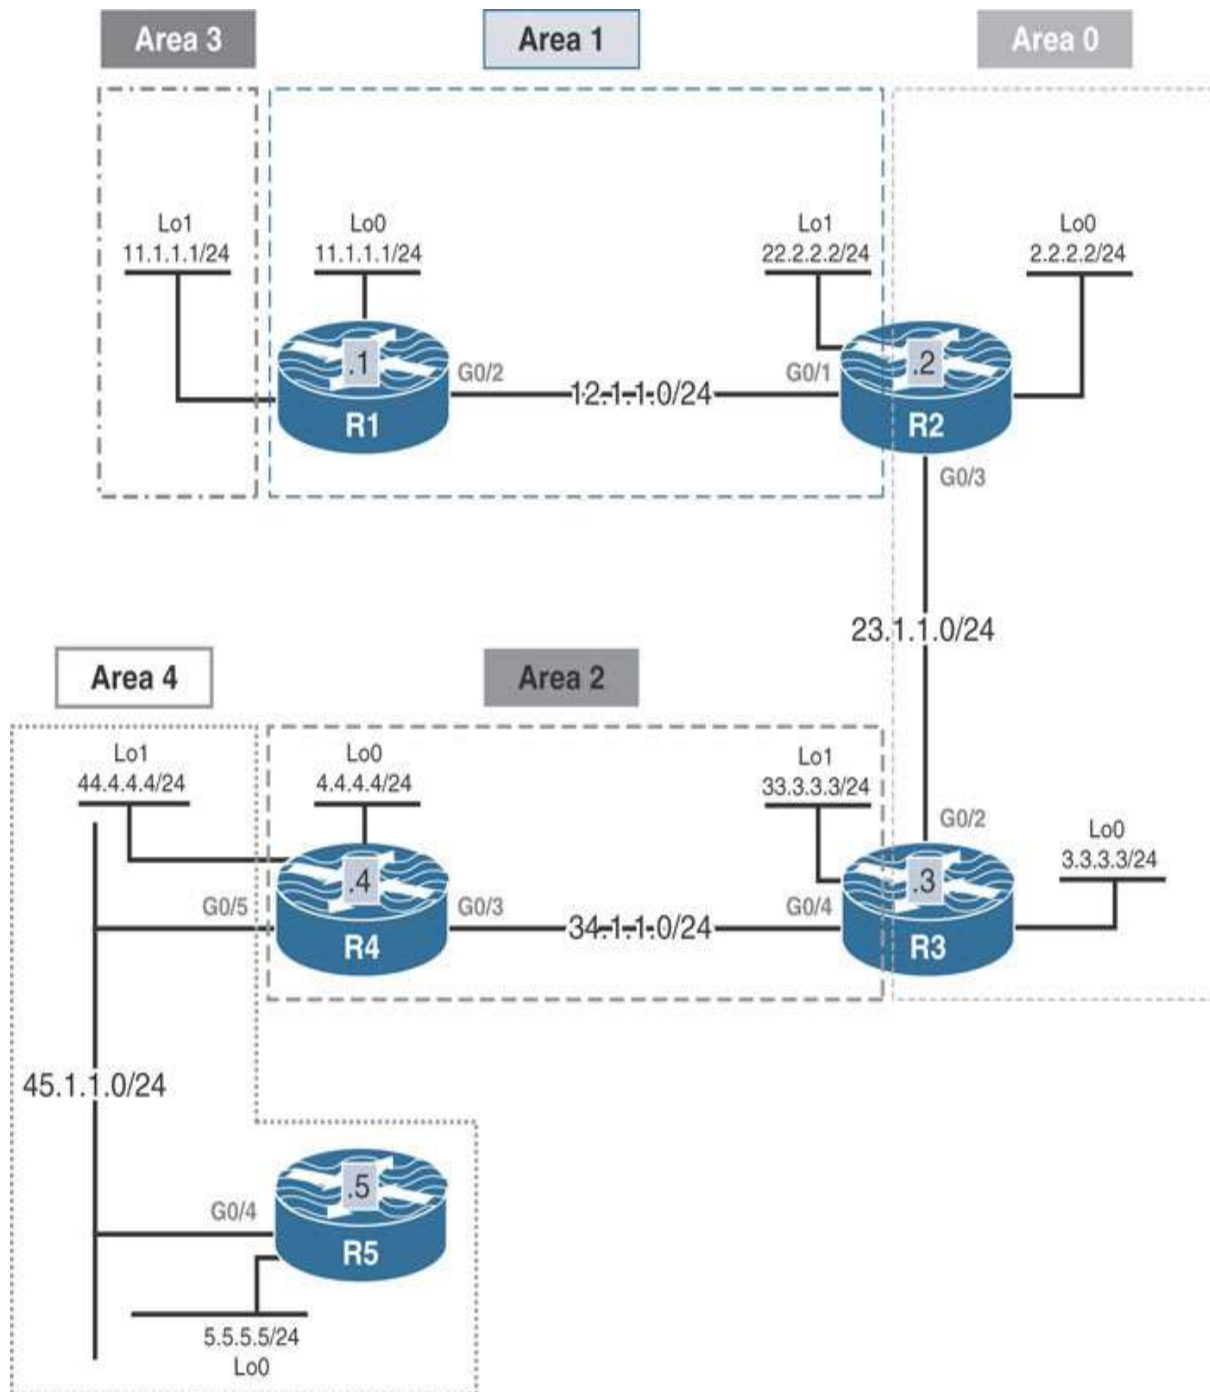 Area 3
Area 1
Area 0
Lo1
11.1.1.1/24
Lo0
11.1.1.1/24
Lo1
22.2.2.2/24
Lo0
2.2.2.2/24
.1
R1
G0/2
12.1.1.0/24
G0/1
.2
R2
G0/3
23.1.1.0/24
Area 4
Area 2
Lo1
44.4.4.4/24
Lo0
4.4.4.4/24
Lo1
33.3.3.3/24
G0/2
Lo0
3.3.3.3/24
G0/5
.4
R4
G0/3
34.1.1.0/24
G0/4
.3
R3
45.1.1.0/24
G0/4
.5
R5
5.5.5.5/24
Lo0